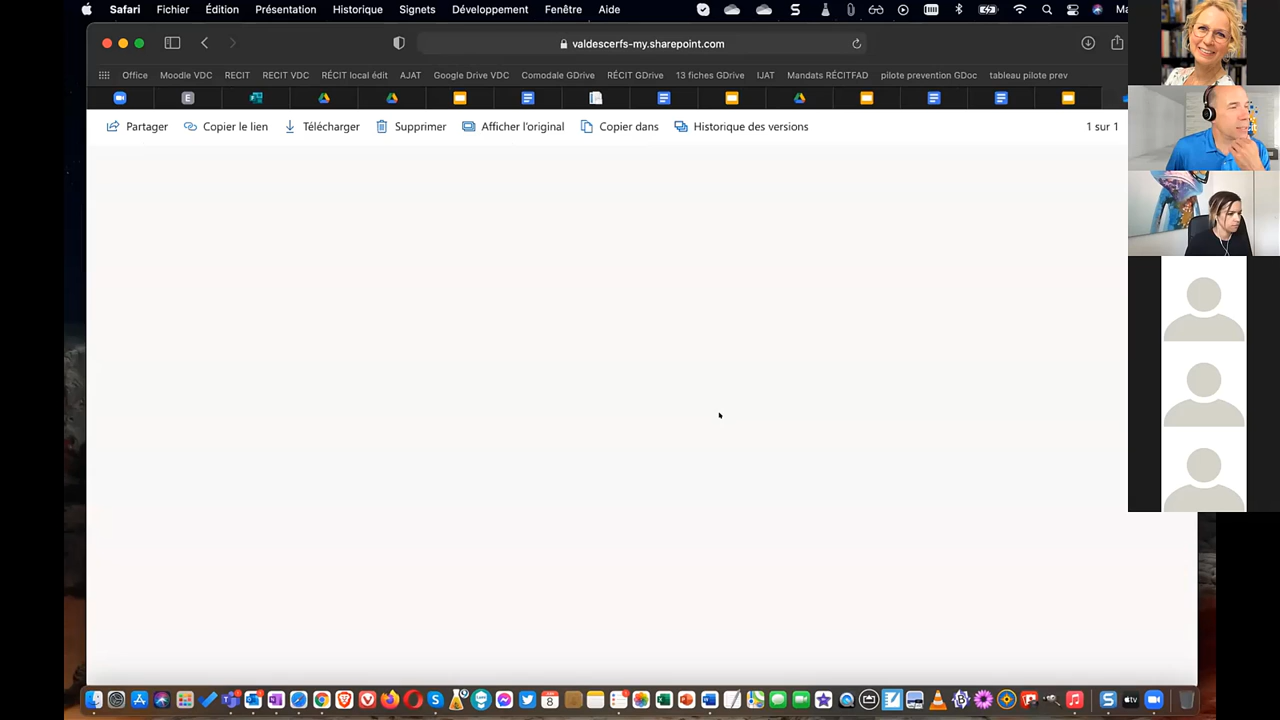 Safari Fichier Édition Présentation Historique Signets Développement Fenêtre Aide
valdescerfs-my.sharepoint.com
Office Moodle VDC RECIT RECIT VDC RÉCIT local édit AJAT Google Drive VDC Comodale GDrive RÉCIT GDrive 13 fiches GDrive IJAT Mandats RÉCITFAD pilote prevention GDoc tableau pilote prev
Partager Copier le lien Télécharger Supprimer Afficher l'original Copier dans Historique des versions 1 sur 1